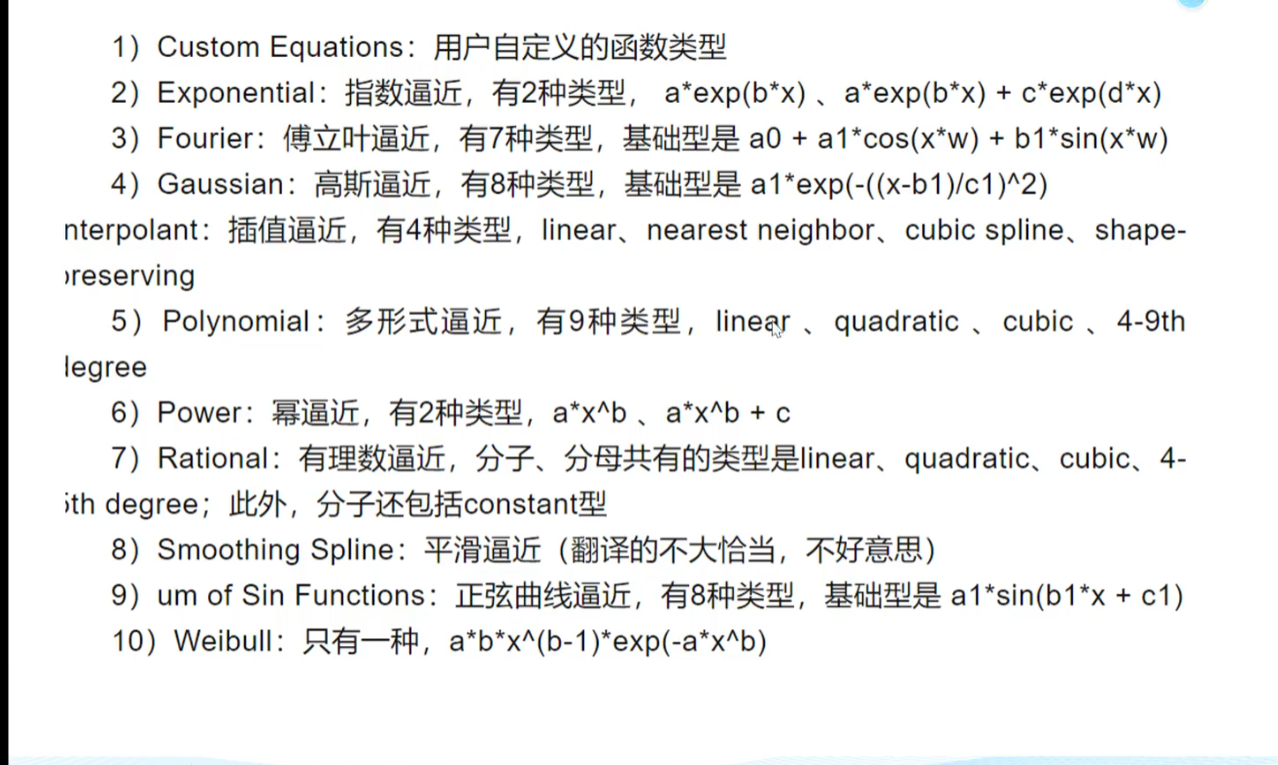 1）Custom Equations：用户自定义的函数类型
2）Exponential：指数逼近，有2种类型， a*exp(b*x) 、a*exp(b*x) + c*exp(d*x)
3）Fourier：傅立叶逼近，有7种类型，基础型是 a0 + a1*cos(x*w) + b1*sin(x*w)
4）Gaussian：高斯逼近，有8种类型，基础型是 a1*exp(-((x-b1)/c1)^2)
nterpolant：插值逼近，有4种类型，linear、nearest neighbor、cubic spline、shape-
reserving
5）Polynomial：多形式逼近，有9种类型，linear 、quadratic 、cubic 、4-9th
egree
6）Power：幂逼近，有2种类型，a*x^b 、a*x^b + c
7）Rational：有理数逼近，分子、分母共有的类型是linear、quadratic、cubic、4-
th degree；此外，分子还包括constant型
8）Smoothing Spline：平滑逼近（翻译的不大恰当，不好意思）
9）um of Sin Functions：正弦曲线逼近，有8种类型，基础型是 a1*sin(b1*x + c1)
10）Weibull：只有一种，a*b*x^(b-1)*exp(-a*x^b)